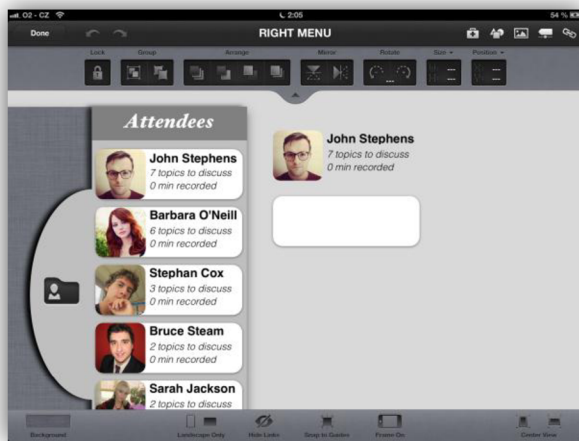 O2 - CZ 2:05 54 %
Done RIGHT MENU
Lock Group Arrange Mirror Rotate Size Position
Attendees
John Stephens
7 topics to discuss
0 min recorded
Barbara O'Neill
6 topics to discuss
0 min recorded
Stephan Cox
3 topics to discuss
0 min recorded
Bruce Steam
2 topics to discuss
0 min recorded
Sarah Jackson
2 topics to discuss
John Stephens
7 topics to discuss
0 min recorded
Background Landscape Only Hide Links Snap to Guides Frame On Center View